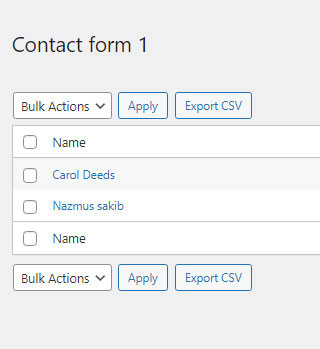 Contact form 1
Bulk Actions Apply Export CSV
Name
Carol Deeds
Nazmus sakib
Name
Bulk Actions Apply Export CSV